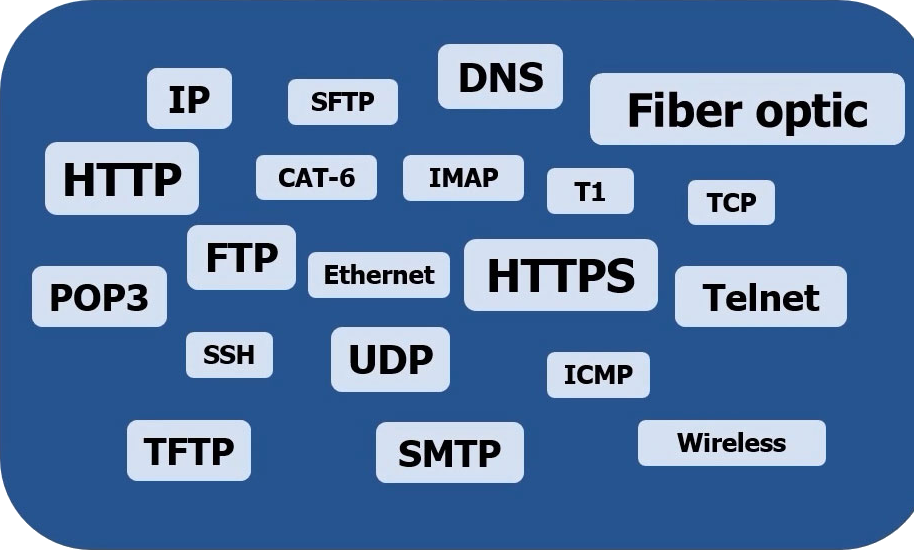 DNS
IP
SFTP
Fiber optic
HTTP
CAT-6
IMAP
T1
TCP
FTP
Ethernet
HTTPS
POP3
Telnet
SSH
UDP
ICMP
TFTP
SMTP
Wireless